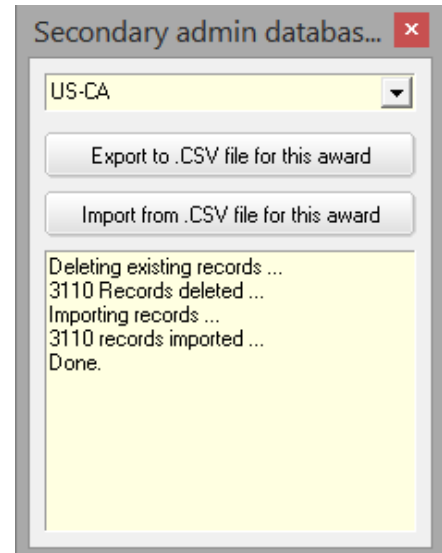 Secondary admin databas...
US-CA
Export to .CSV file for this award
Import from .CSV file for this award
Deleting existing records ...
3110 Records deleted ...
Importing records ...
3110 records imported ...
Done.